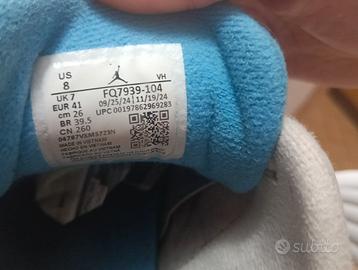 US
8
VH
UK 7
FQ7939-104
EUR 41
09/25/24 11/19/24
cm 26
UPC 00197862969283
BR 39.5
CN 260
MADE IN VIETNAM
subito